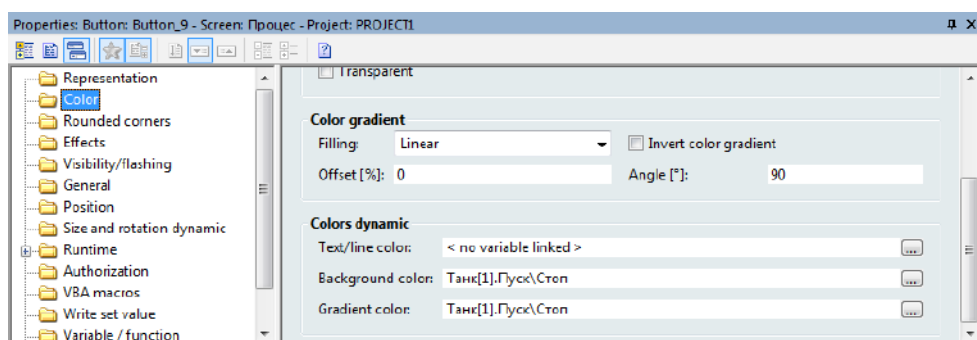 Properties: Button: Button_9 - Screen: Процес - Project: PROJECT1
Representation
Color
Rounded corners
Effects
Visibility/flashing
General
Position
Size and rotation dynamic
Runtime
Authorization
VBA macros
Write set value
Variable / function
Transparent
Color gradient
Filling: Linear
Invert color gradient
Offset [%]: 0
Angle [°]: 90
Colors dynamic
Text/line color: < no variable linked >
Background color: Танк[1].Пуск\Стоп
Gradient color: Танк[1].Пуск\Стоп